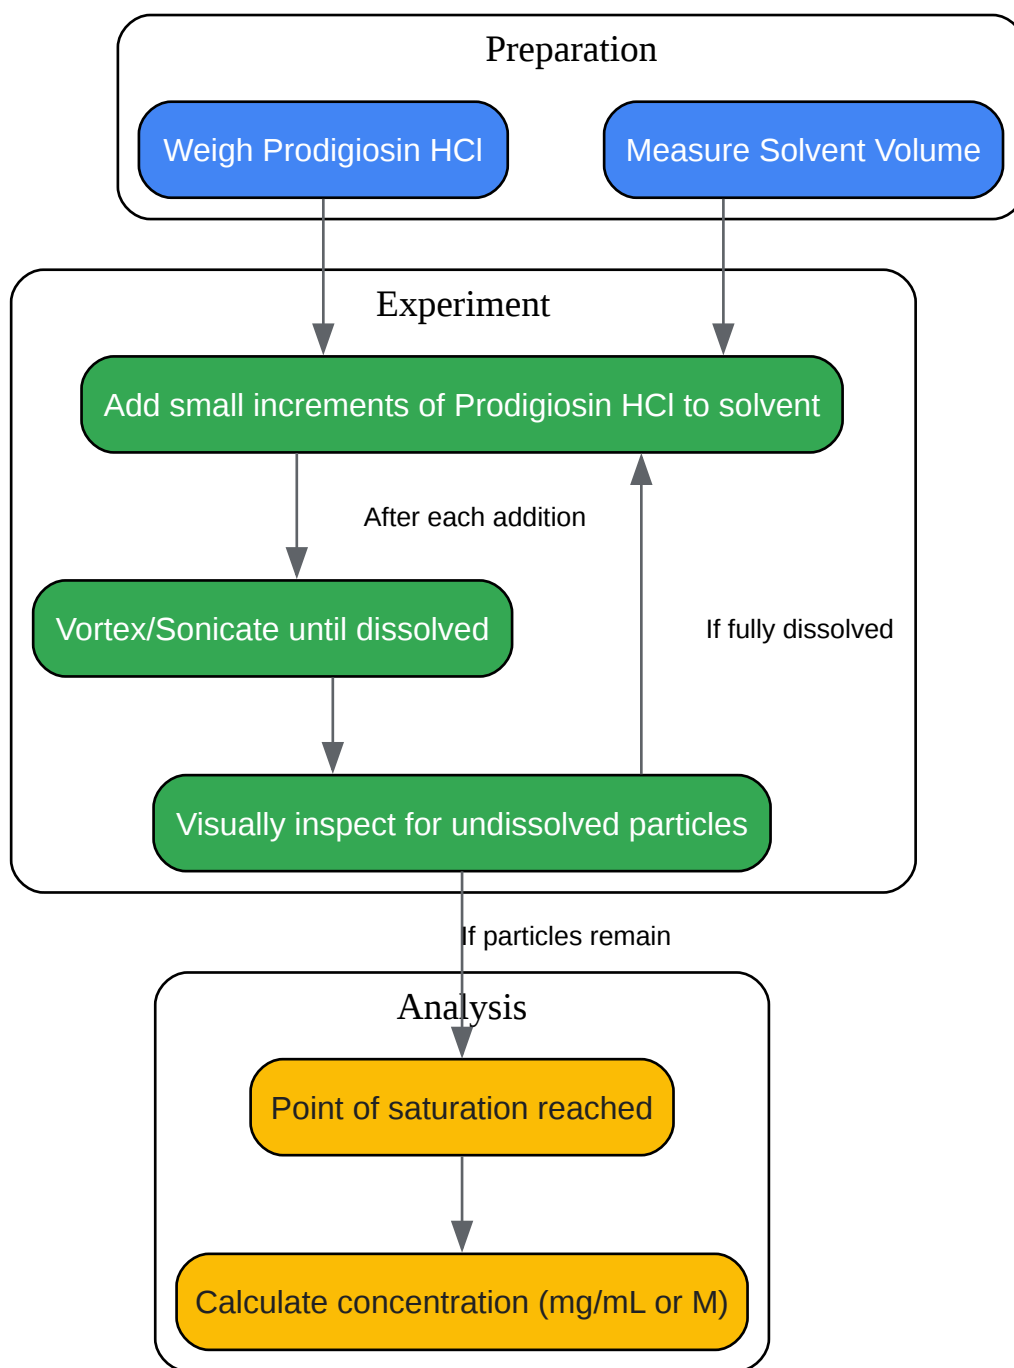 Preparation
Weigh Prodigiosin HCl
Measure Solvent Volume
Experiment
Add small increments of Prodigiosin HCl to solvent
After each addition
Vortex/Sonicate until dissolved
If fully dissolved
Visually inspect for undissolved particles
If particles remain
Analysis
Point of saturation reached
Calculate concentration (mg/mL or M)